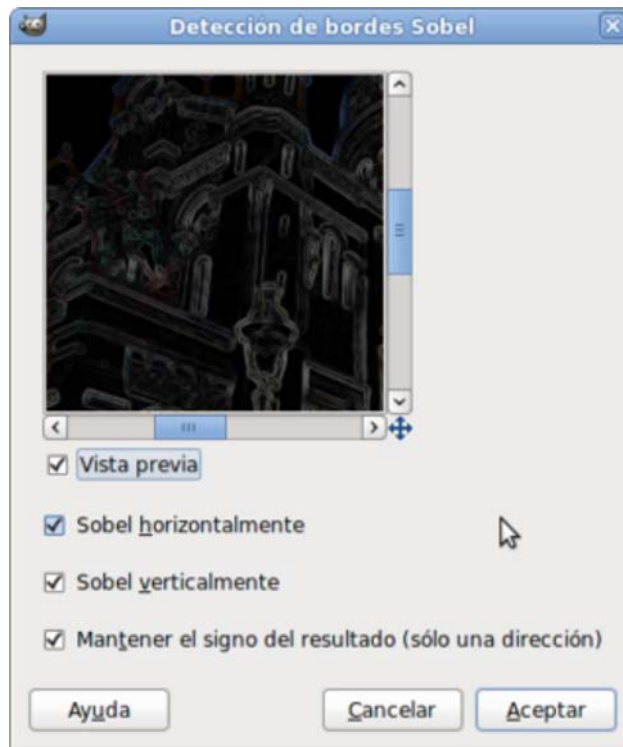 Detección de bordes Sobel
Vista previa
Sobel horizontalmente
Sobel verticalmente
Mantener el signo del resultado (sólo una dirección)
Ayuda Cancelar Aceptar